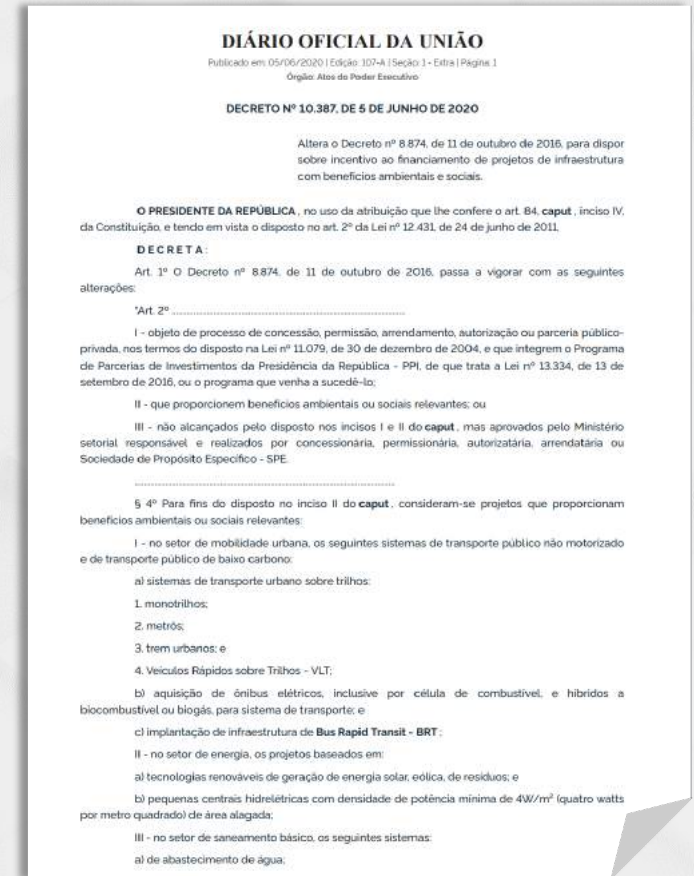 DIÁRIO OFICIAL DA UNIÃO
Publicado em: 05/06/2020 | Edição: 107-A | Seção: 1 - Extra | Página: 1
Órgão: Atos do Poder Executivo
DECRETO Nº 10.387, DE 5 DE JUNHO DE 2020
Altera o Decreto nº 8.874, de 11 de outubro de 2016, para dispor
sobre incentivo ao financiamento de projetos de infraestrutura
com benefícios ambientais e sociais.
O PRESIDENTE DA REPÚBLICA , no uso da atribuição que lhe confere o art. 84, caput , inciso IV,
da Constituição, e tendo em vista o disposto no art. 2º da Lei nº 12.431, de 24 de junho de 2011,
D E C R E T A :
Art. 1º O Decreto nº 8.874, de 11 de outubro de 2016, passa a vigorar com as seguintes
alterações:
"Art. 2º ................................................................................
I - objeto de processo de concessão, permissão, arrendamento, autorização ou parceria público-
privada, nos termos do disposto na Lei nº 11.079, de 30 de dezembro de 2004, e que integrem o Programa
de Parcerias de Investimentos da Presidência da República - PPI, de que trata a Lei nº 13.334, de 13 de
setembro de 2016, ou o programa que venha a sucedê-lo;
II - que proporcionem benefícios ambientais ou sociais relevantes; ou
III - não alcançados pelo disposto nos incisos I e II do caput , mas aprovados pelo Ministério
setorial responsável e realizados por concessionária, permissionária, autorizatária, arrendatária ou
Sociedade de Propósito Específico - SPE.
................................................................................
§ 4º Para fins do disposto no inciso II do caput , consideram-se projetos que proporcionam
benefícios ambientais ou sociais relevantes:
I - no setor de mobilidade urbana, os seguintes sistemas de transporte público não motorizado
e de transporte público de baixo carbono:
a) sistemas de transporte urbano sobre trilhos:
1. monotrilhos;
2. metrôs;
3. trem urbanos; e
4. Veículos Rápidos sobre Trilhos - VLT;
b) aquisição de ônibus elétricos, inclusive por célula de combustível, e híbridos a
biocombustível ou biogás, para sistema de transporte; e
c) implantação de infraestrutura de Bus Rapid Transit - BRT ;
II - no setor de energia, os projetos baseados em:
a) tecnologias renováveis de geração de energia solar, eólica, de resíduos; e
b) pequenas centrais hidrelétricas com densidade de potência mínima de 4W/m² (quatro watts
por metro quadrado) de área alagada;
III - no setor de saneamento básico, os seguintes sistemas:
a) de abastecimento de água;